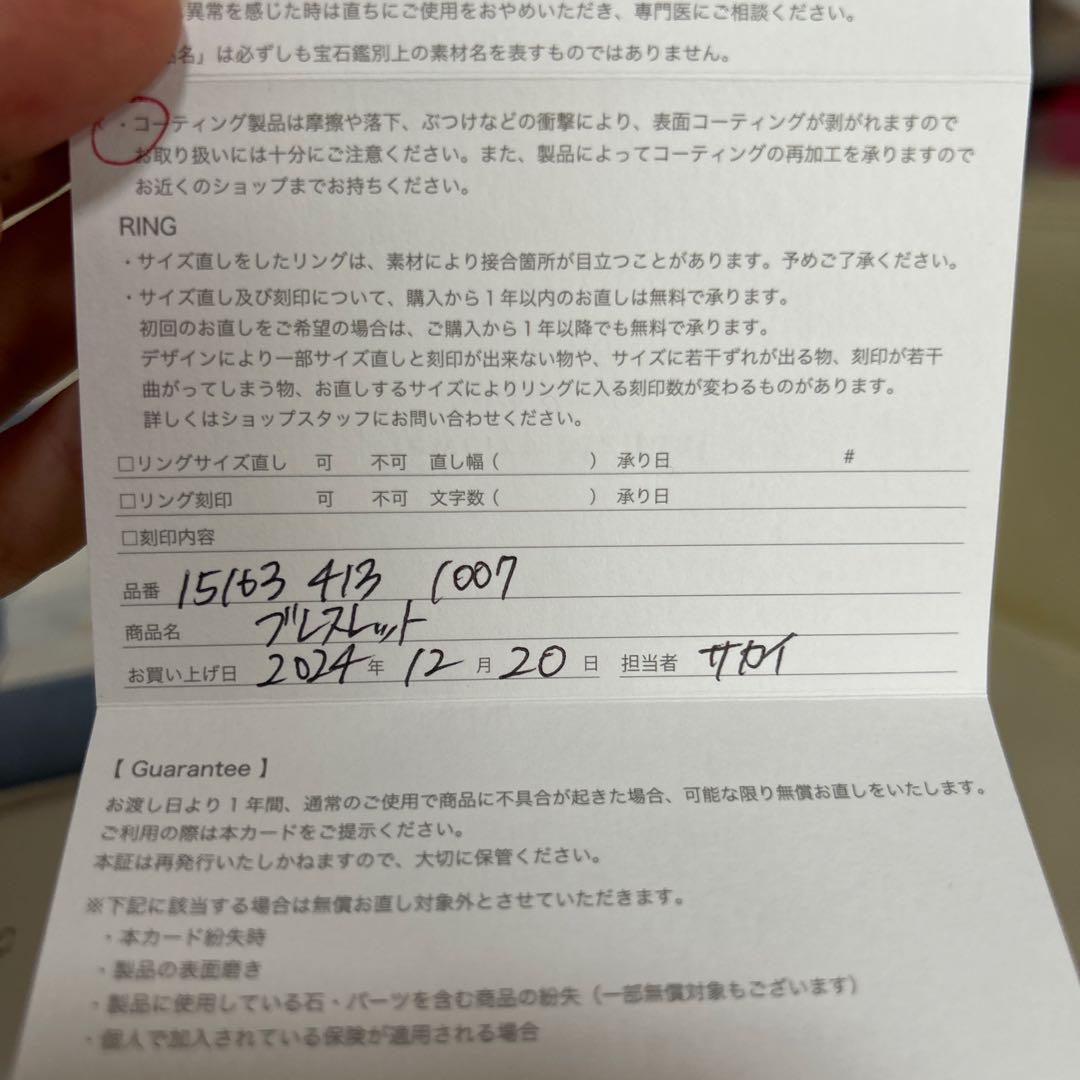 異常を感じた時は直ちにご使用をおやめいただき、専門医にご相談ください。
名」は必ずしも宝石鑑別上の素材名を表すものではありません。
・コーティング製品は摩擦や落下、ぶつけなどの衝撃により、表面コーティングが剥がれますので
お取り扱いには十分にご注意ください。また、製品によってコーティングの再加工を承りますので
お近くのショップまでお持ちください。
RING
・サイズ直しをしたリングは、素材により接合箇所が目立つことがあります。予めご了承ください。
・サイズ直し及び刻印について、購入から1年以内のお直しは無料で承ります。
初回のお直しをご希望の場合は、ご購入から1年以降でも無料で承ります。
デザインにより一部サイズ直しと刻印が出来ない物や、サイズに若干ずれが出る物、刻印が若干
曲がってしまう物、お直しするサイズによりリングに入る刻印数が変わるものがあります。
詳しくはショップスタッフにお問い合わせください。
□リングサイズ直し 可 不可 直し幅（ ） 承り日 #
□リング刻印 可 不可 文字数（ ） 承り日
□刻印内容
品番 15163 413 1007
商品名 ブレスレット
お買い上げ日 2024年 12月 20日 担当者 サカイ
【 Guarantee 】
お渡し日より1年間、通常のご使用で商品に不具合が起きた場合、可能な限り無償お直しをいたします。
ご利用の際は本カードをご提示ください。
本証は再発行いたしかねますので、大切に保管ください。
※下記に該当する場合は無償お直し対象外とさせていただきます。
・本カード紛失時
・製品の表面磨き
・製品に使用している石・パーツを含む商品の紛失（一部無償対象もございます）
・個人で加入されている保険が適用される場合